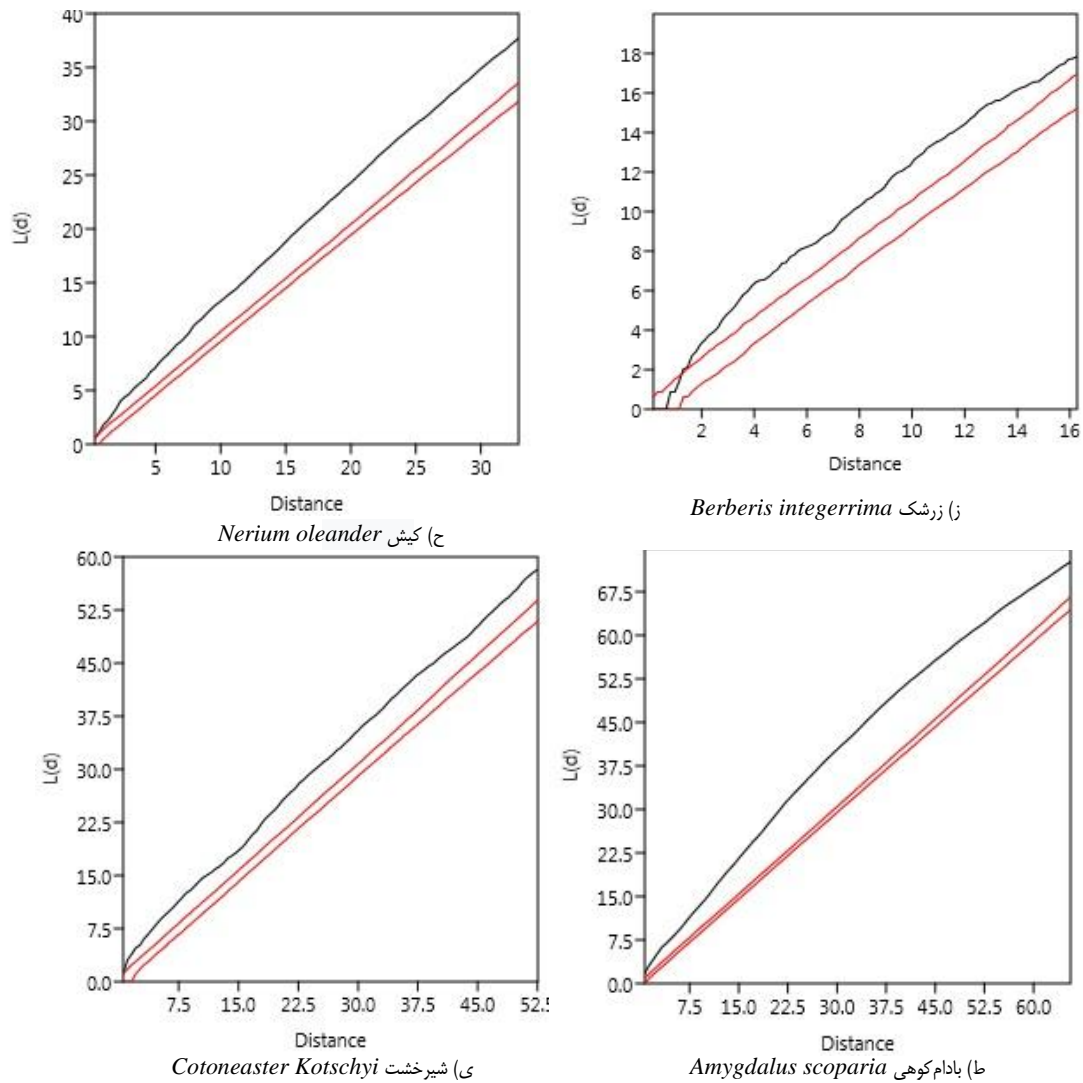 40
35
30
25
20
15
10
5
0
L(d)
5 10 15 20 25 30
Distance
ح) کیش Nerium oleander
18
16
14
12
10
8
6
4
2
0
L(d)
2 4 6 8 10 12 14 16
Distance
ز) زرشک Berberis integerrima
60.0
52.5
45.0
37.5
30.0
22.5
15.0
7.5
0.0
L(d)
7.5 15.0 22.5 30.0 37.5 45.0 52.5
Distance
ی) شیرخشت Cotoneaster Kotschyi
67.5
60.0
52.5
45.0
37.5
30.0
22.5
15.0
7.5
0.0
L(d)
7.5 15.0 22.5 30.0 37.5 45.0 52.5 60.0
Distance
ط) بادام‌کوهی Amygdalus scoparia